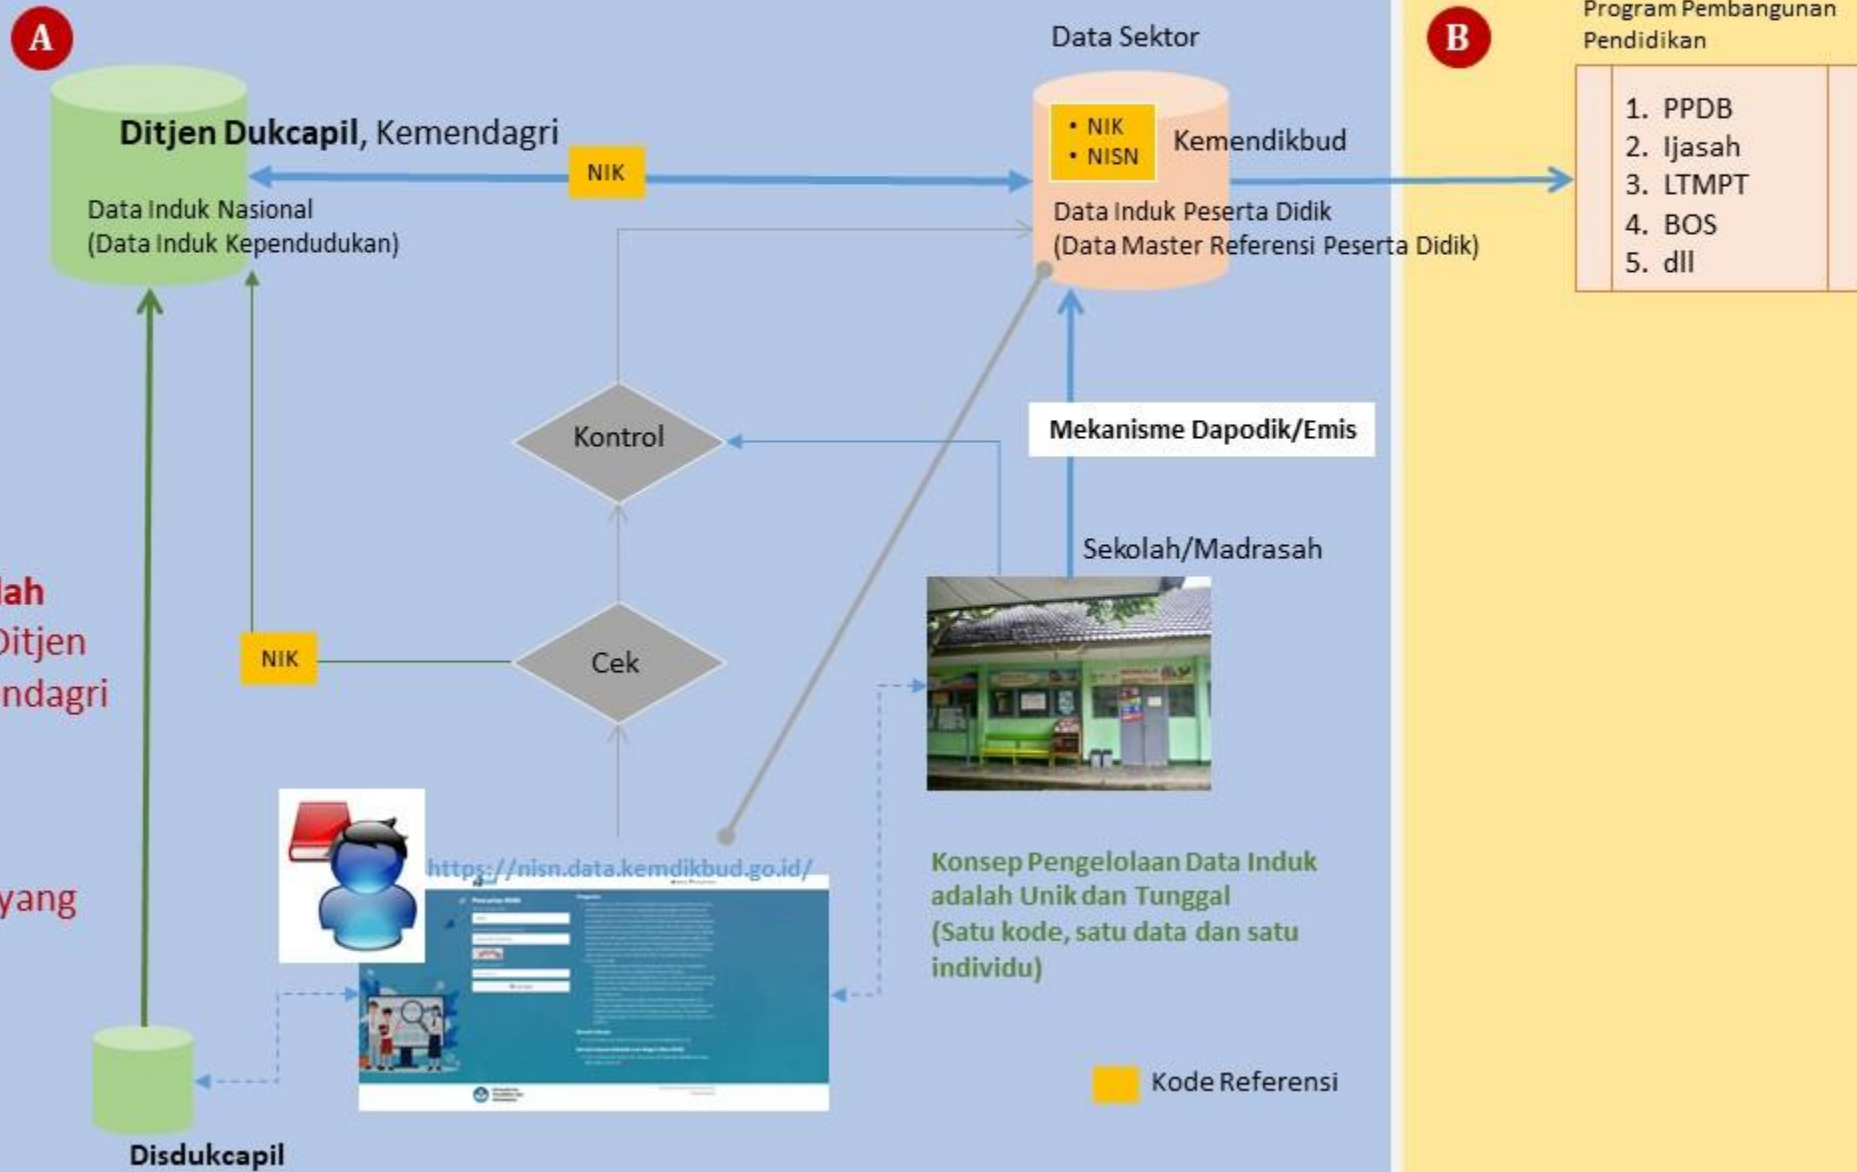 A
Data Sektor
B
Program Pembangunan
Pendidikan
Ditjen Dukcapil, Kemendagri
NIK
• NIK
• NISN
Kemendikbud
1. PPDB
2. Ijasah
3. LTMPT
4. BOS
5. dll
Data Induk Nasional
(Data Induk Kependudukan)
Data Induk Peserta Didik
(Data Master Referensi Peserta Didik)
Kontrol
Mekanisme Dapodik/Emis
Sekolah/Madrasah
lah
Ditjen
ndagri
NIK
Cek
yang
https://nisn.data.kemdikbud.go.id/
Konsep Pengelolaan Data Induk
adalah Unik dan Tunggal
(Satu kode, satu data dan satu
individu)
Kode Referensi
Disdukcapil